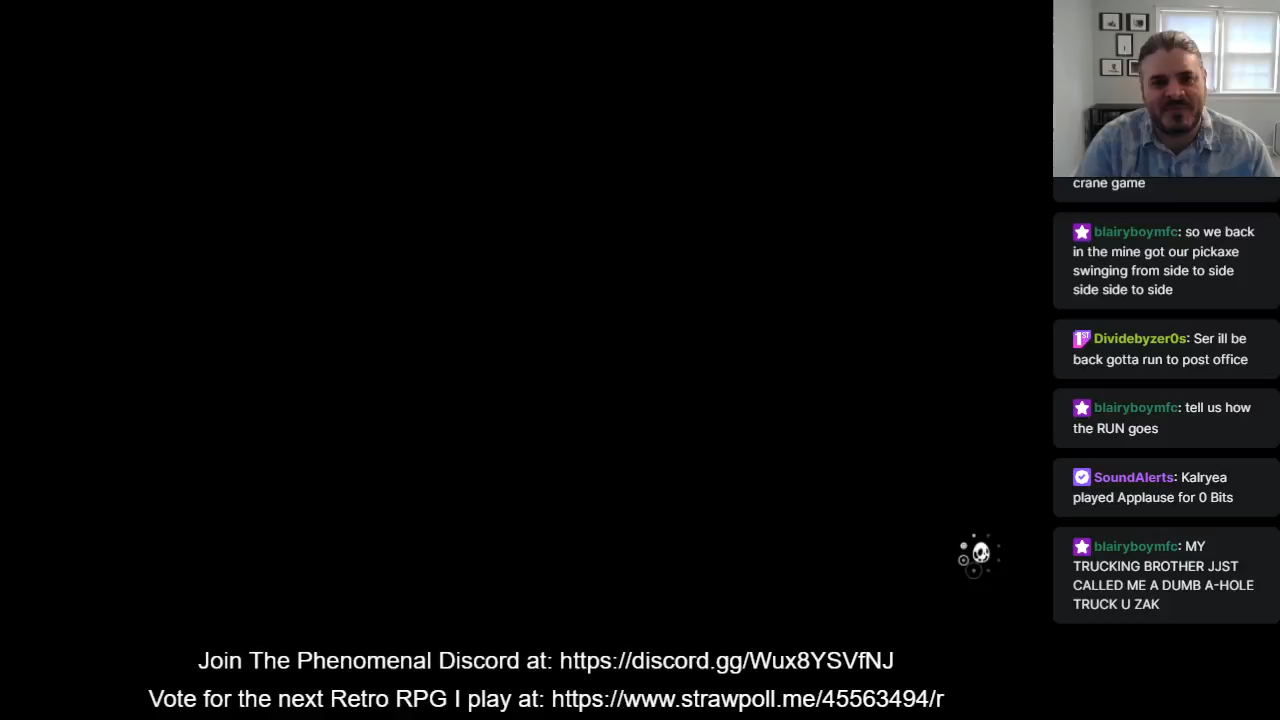 crane game
blairyboymfc: so we back
in the mine got our pickaxe
swinging from side to side
side side to side
Dividebyzer0s: Ser ill be
back gotta run to post office
blairyboymfc: tell us how
the RUN goes
SoundAlerts: Kalryea
played Applause for 0 Bits
blairyboymfc: MY
TRUCKING BROTHER JJST
CALLED ME A DUMB A-HOLE
TRUCK U ZAK
Join The Phenomenal Discord at: https://discord.gg/Wux8YSVfNJ
Vote for the next Retro RPG I play at: https://www.strawpoll.me/45563494/r